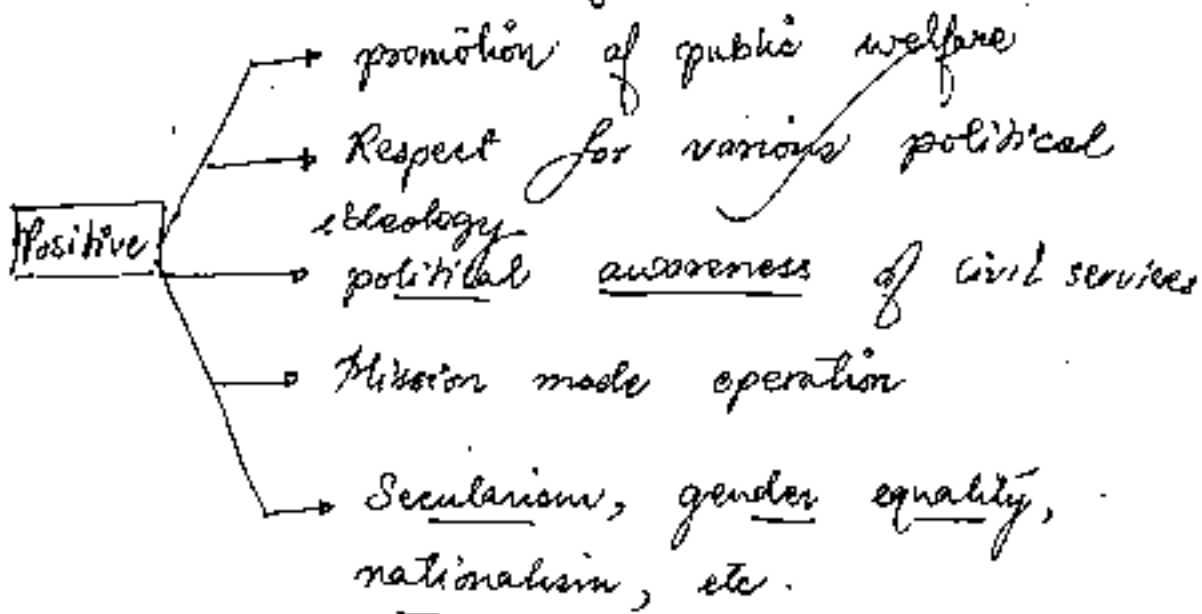 promotion of public welfare
Respect for various political
ideology
Positive
political awareness of civil services
Mission mode operation
Secularism, gender equality,
nationalism, etc.